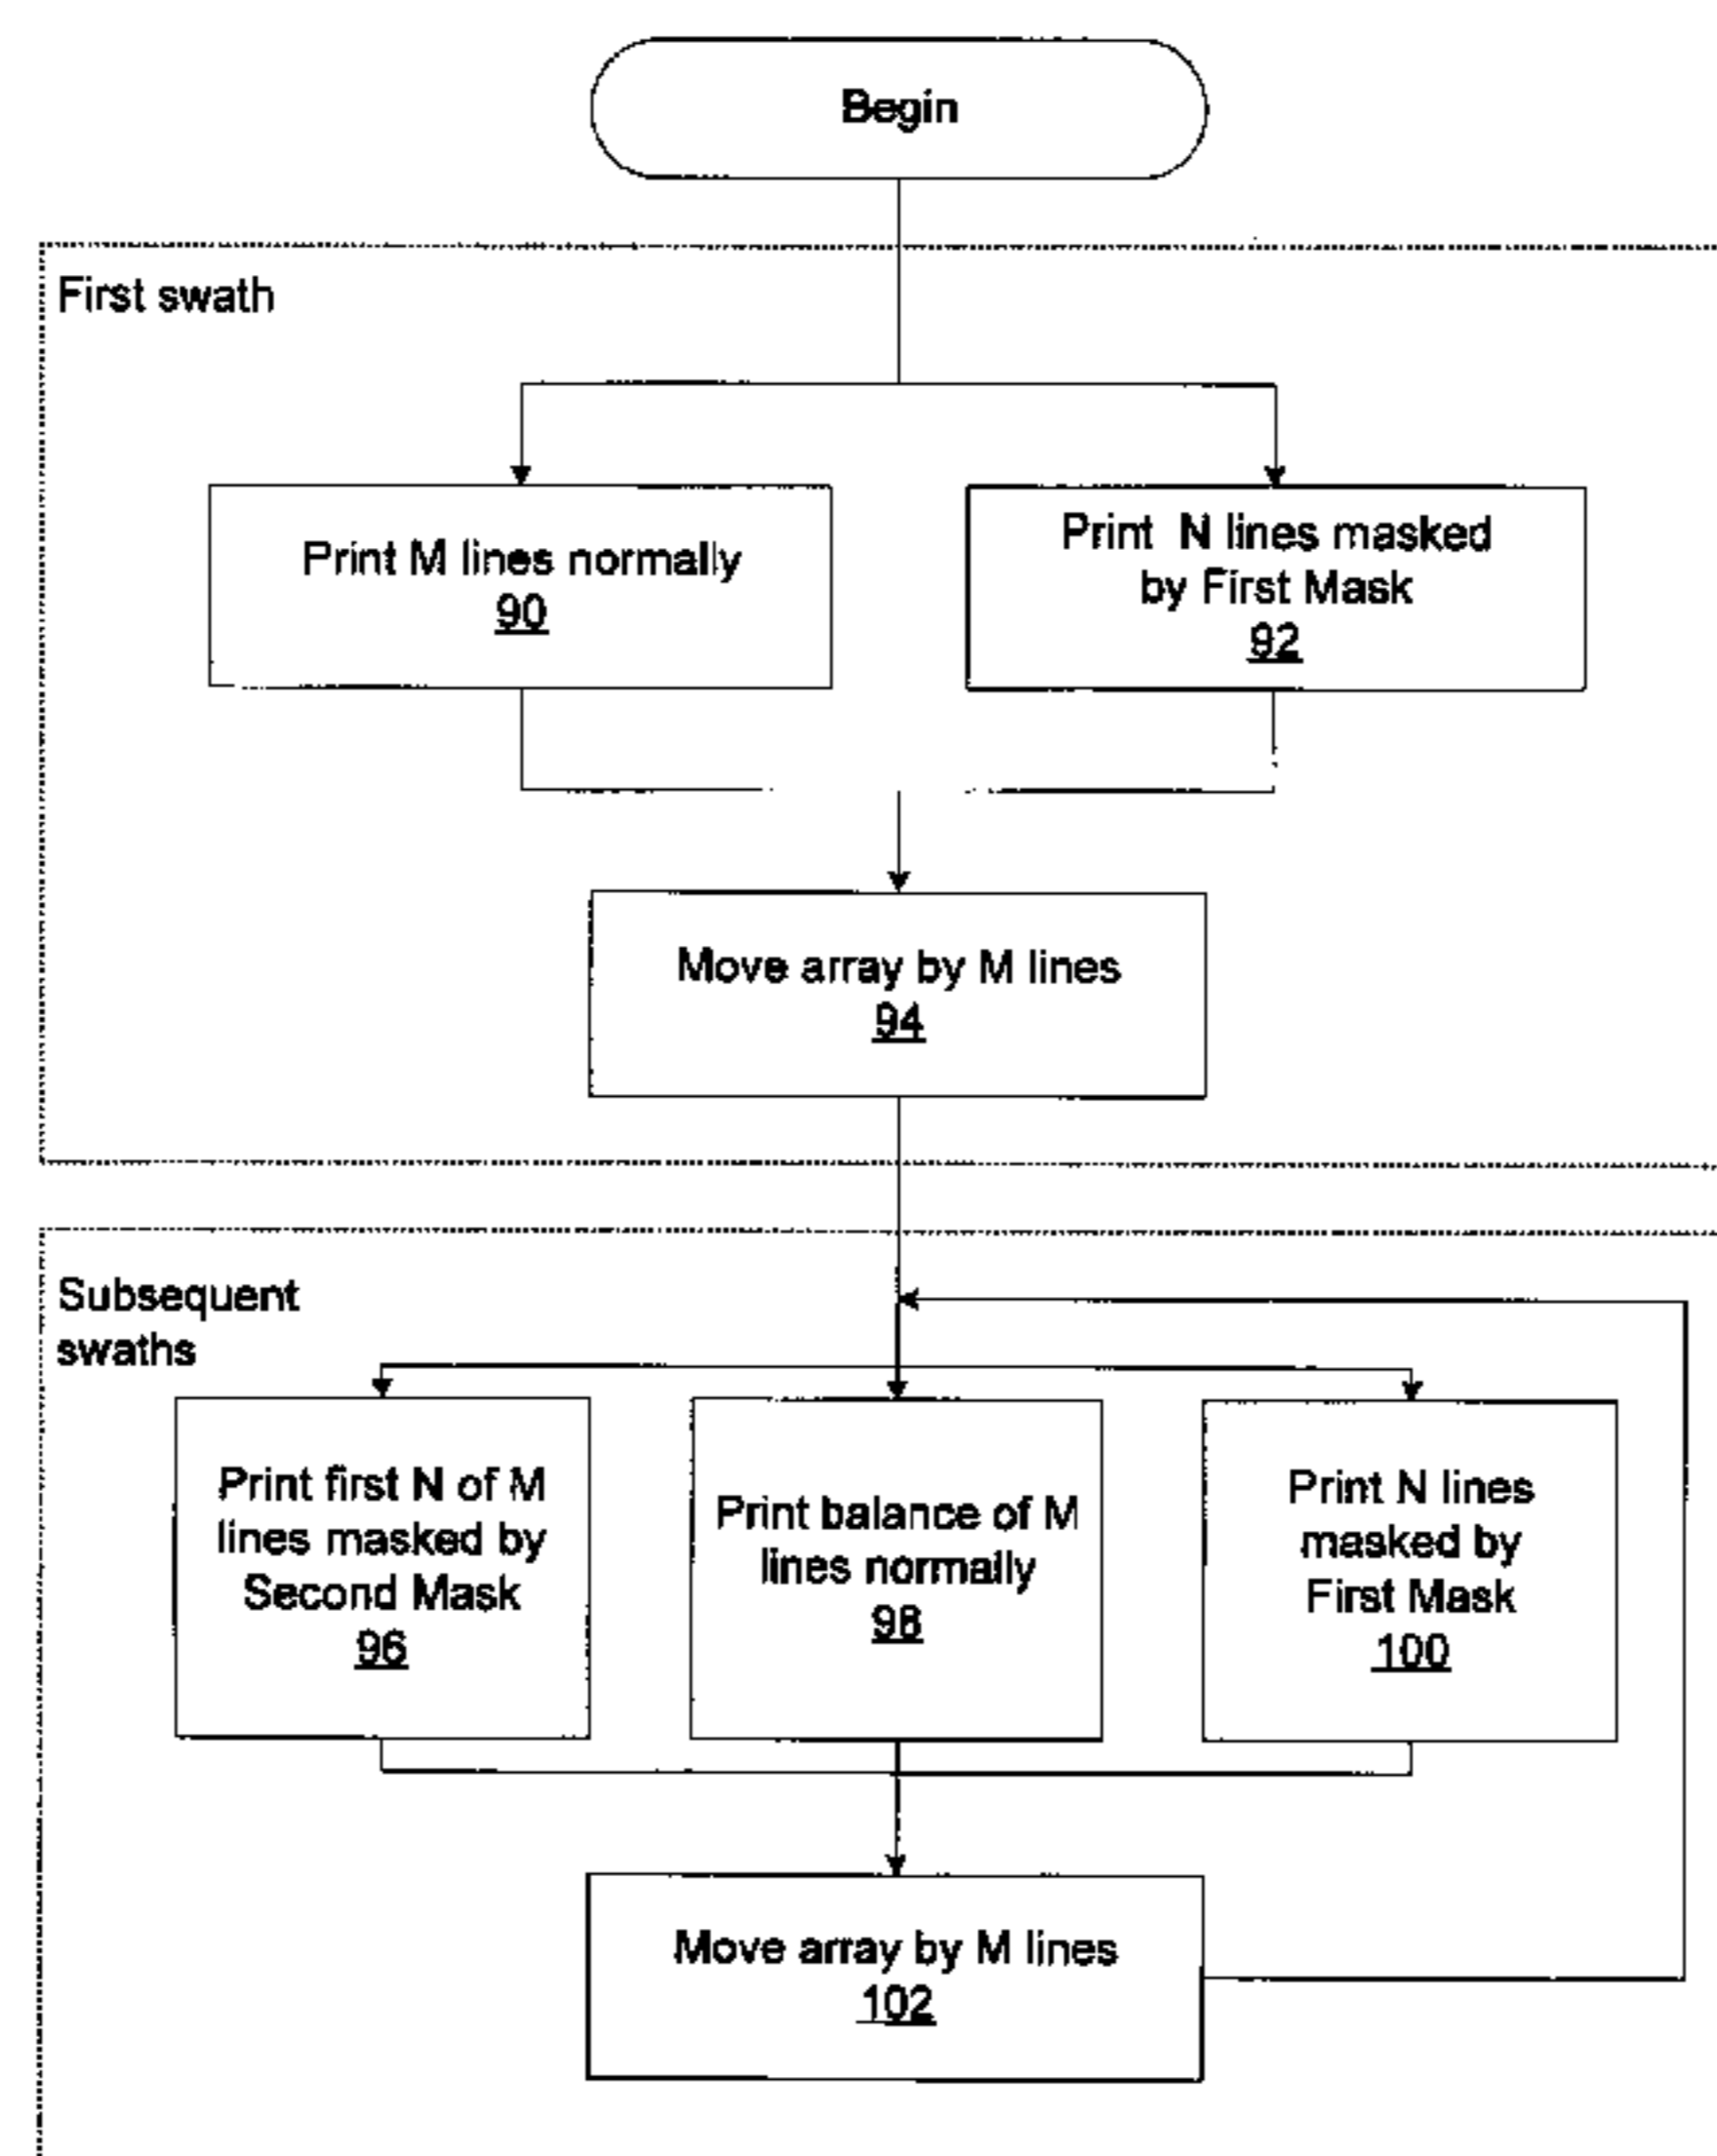 Begin
First swath
Print M lines normally
90
Print N lines masked
by First Mask
92
Move array by M lines
94
Subsequent
swaths
Print first N of M
lines masked by
Second Mask
96
Print balance of M
lines normally
98
Print N lines
masked by
First Mask
100
Move array by M lines
102